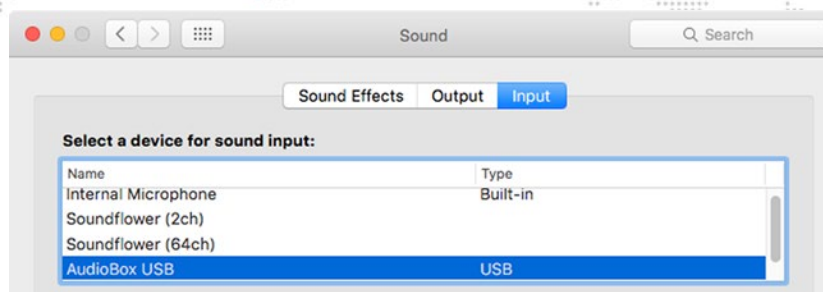 Sound
Search
Sound Effects Output Input
Select a device for sound input:
Name Type
Internal Microphone Built-in
Soundflower (2ch)
Soundflower (64ch)
AudioBox USB USB